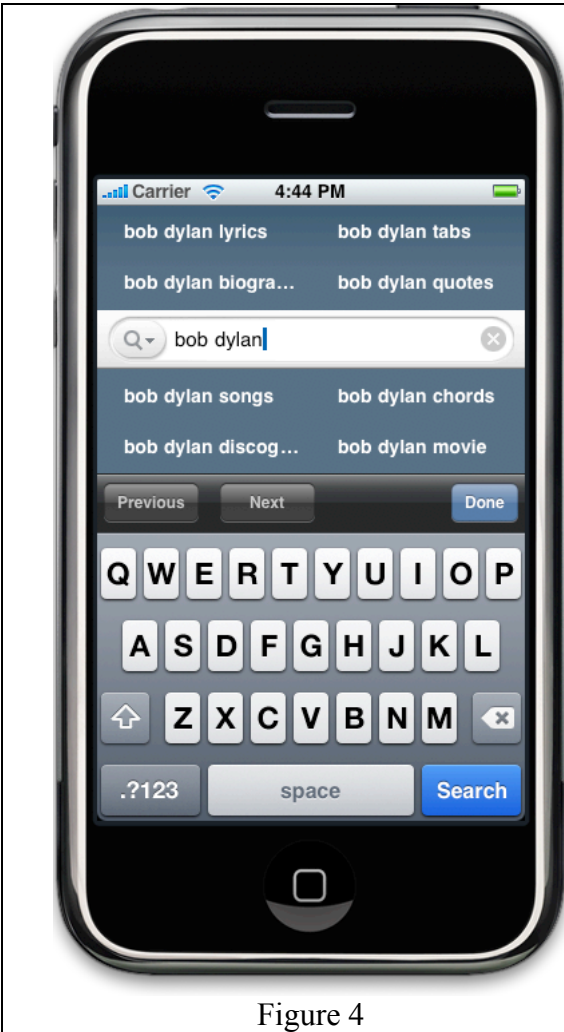 Carrier 4:44 PM
bob dylan lyrics bob dylan tabs
bob dylan biogra... bob dylan quotes
bob dylan
bob dylan songs bob dylan chords
bob dylan discog... bob dylan movie
Previous Next Done
Q W E R T Y U I O P
A S D F G H J K L
Z X C V B N M
.?123 space Search
Figure 4